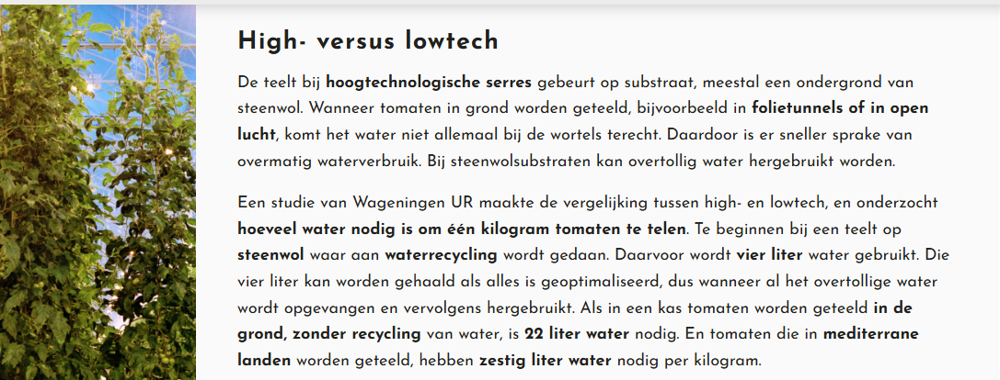 High- versus lowtech
De teelt bij hoogtechnologische serres gebeurt op substraat, meestal een ondergrond van
steenwol. Wanneer tomaten in grond worden geteeld, bijvoorbeeld in folietunnels of in open
lucht, komt het water niet allemaal bij de wortels terecht. Daardoor is er sneller sprake van
overmatig waterverbruik. Bij steenwolsubstraten kan overtollig water hergebruikt worden.
Een studie van Wageningen UR maakte de vergelijking tussen high- en lowtech, en onderzocht
hoeveel water nodig is om één kilogram tomaten te telen. Te beginnen bij een teelt op
steenwol waar aan waterrecycling wordt gedaan. Daarvoor wordt vier liter water gebruikt. Die
vier liter kan worden gehaald als alles is geoptimaliseerd, dus wanneer al het overtollige water
wordt opgevangen en vervolgens hergebruikt. Als in een kas tomaten worden geteeld in de
grond, zonder recycling van water, is 22 liter water nodig. En tomaten die in mediterrane
landen worden geteeld, hebben zestig liter water nodig per kilogram.